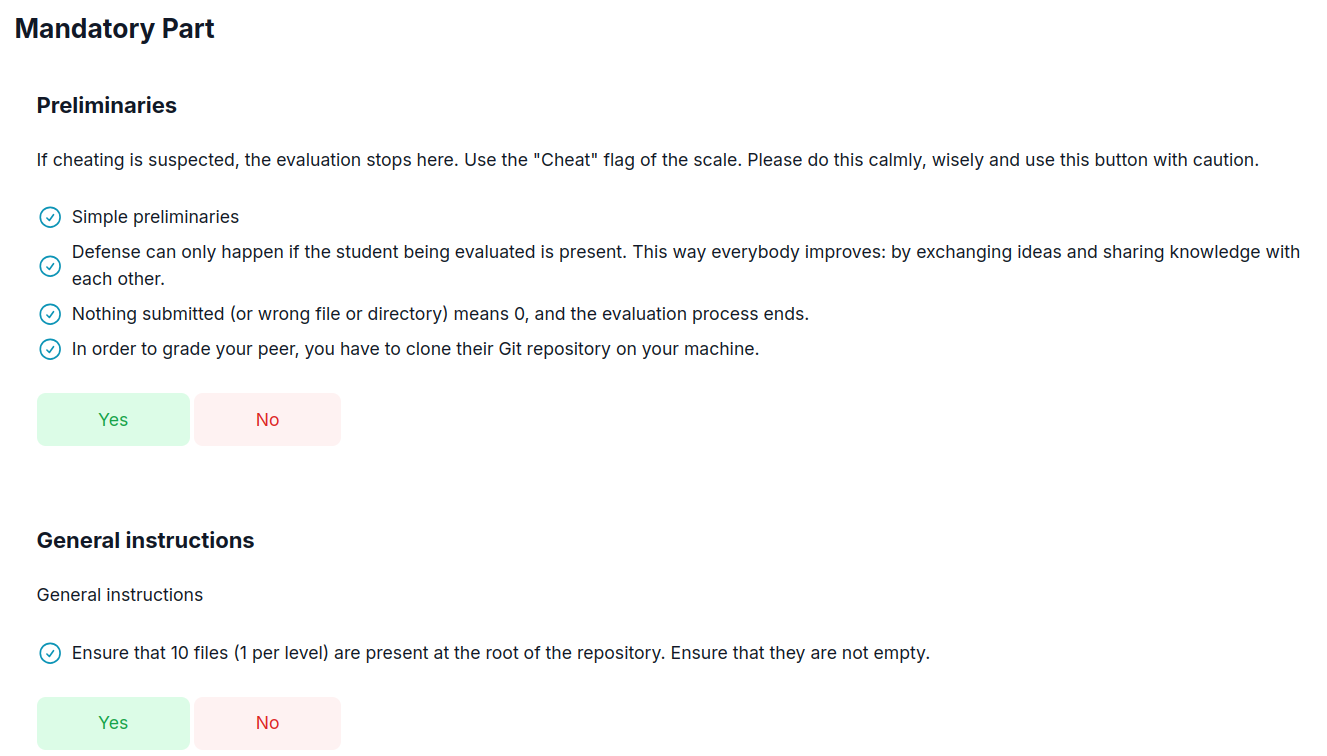 Mandatory Part
Preliminaries
If cheating is suspected, the evaluation stops here. Use the "Cheat" flag of the scale. Please do this calmly, wisely and use this button with caution.
Simple preliminaries
Defense can only happen if the student being evaluated is present. This way everybody improves: by exchanging ideas and sharing knowledge with
each other.
Nothing submitted (or wrong file or directory) means 0, and the evaluation process ends.
In order to grade your peer, you have to clone their Git repository on your machine.
Yes No
General instructions
General instructions
Ensure that 10 files (1 per level) are present at the root of the repository. Ensure that they are not empty.
Yes No